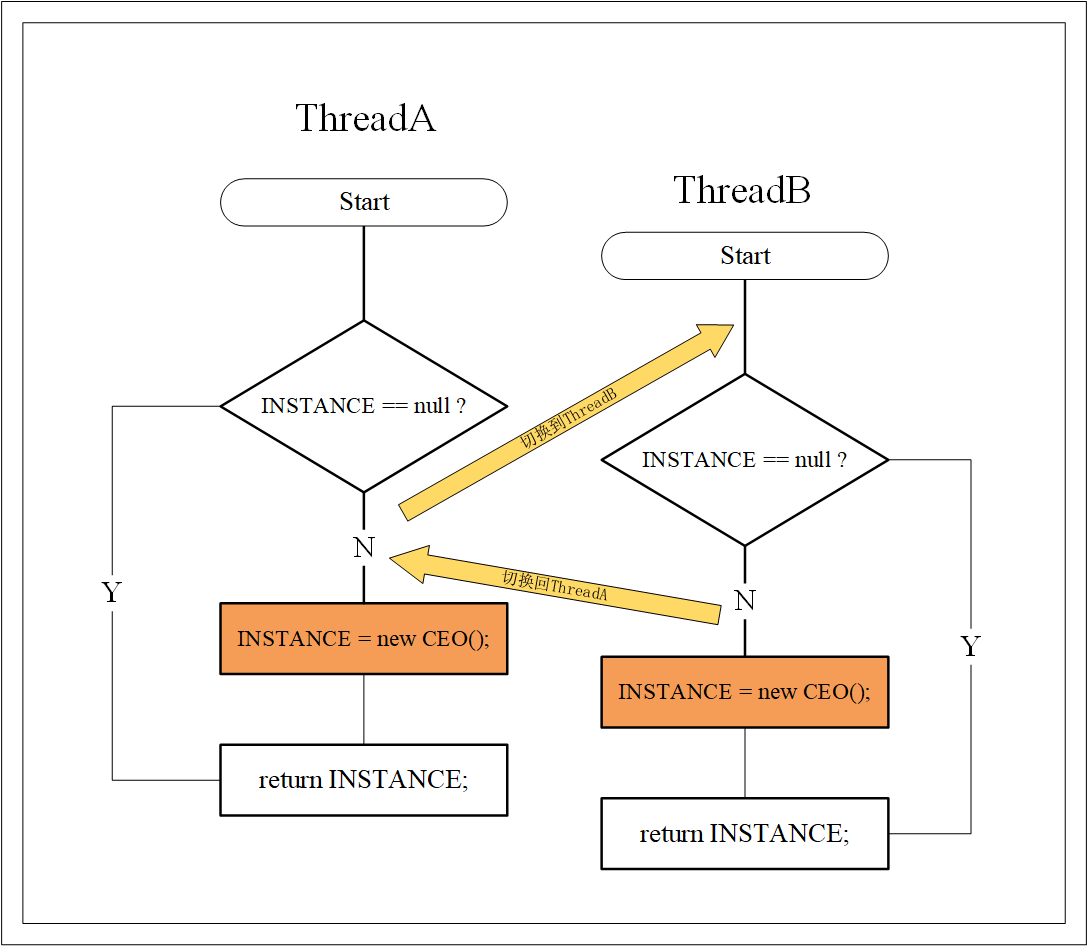 ThreadA
Start
INSTANCE == null ?
Y
N
INSTANCE = new CEO();
return INSTANCE;
切换到ThreadB
切换回ThreadA
ThreadB
Start
INSTANCE == null ?
N
Y
INSTANCE = new CEO();
return INSTANCE;